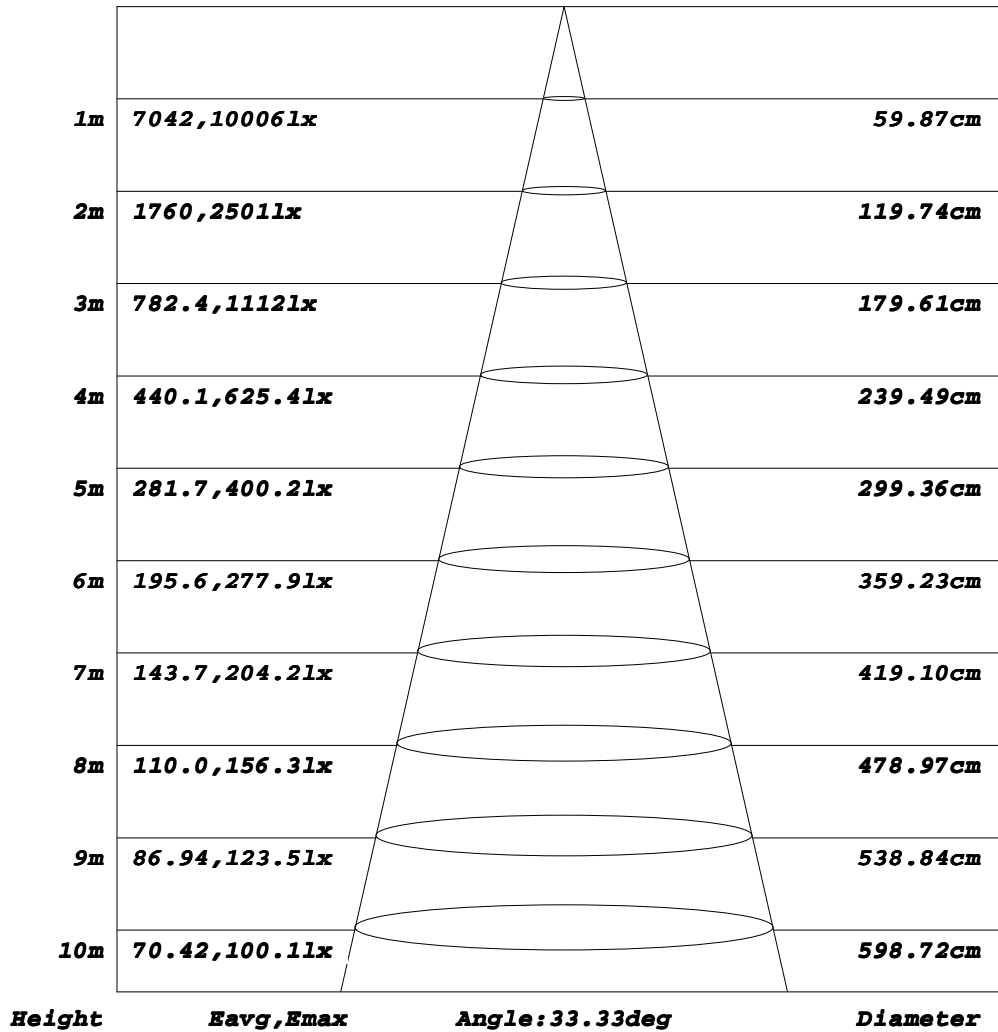 1m 7042,10006lx 59.87cm
2m 1760,2501lx 119.74cm
3m 782.4,1112lx 179.61cm
4m 440.1,625.4lx 239.49cm
5m 281.7,400.2lx 299.36cm
6m 195.6,277.9lx 359.23cm
7m 143.7,204.2lx 419.10cm
8m 110.0,156.3lx 478.97cm
9m 86.94,123.5lx 538.84cm
10m 70.42,100.1lx 598.72cm
Height Eavg,Emax Angle:33.33deg Diameter